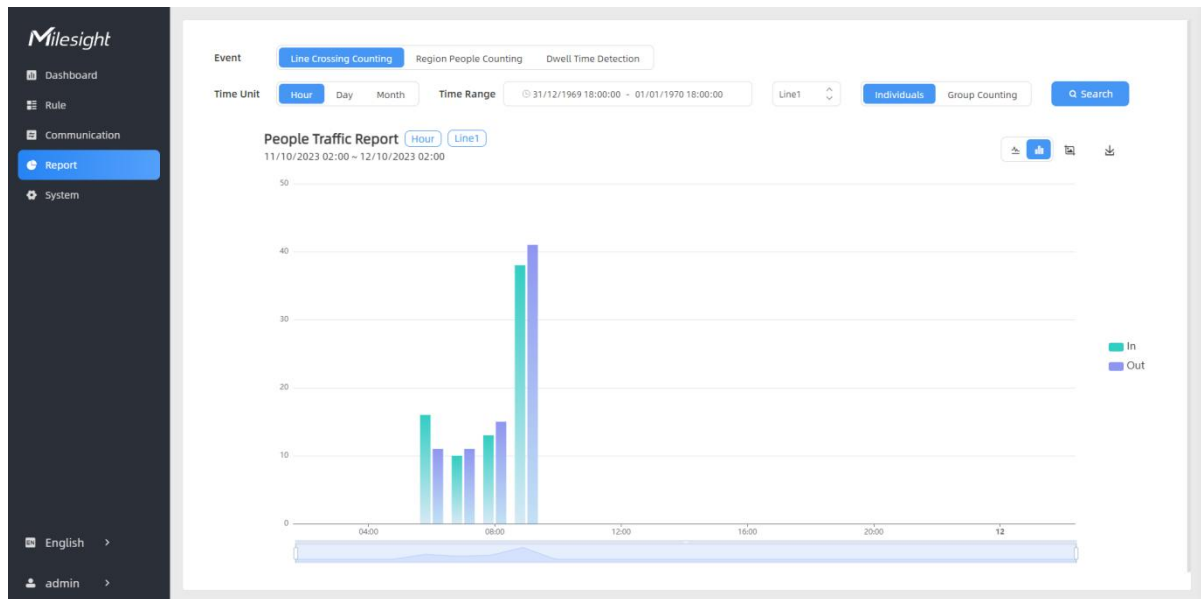 Milesight
Dashboard
Rule
Communication
Report
System
EN English >
admin >
Event Line Crossing Counting Region People Counting Dwell Time Detection
Time Unit Hour Day Month Time Range 31/12/1969 18:00:00 - 01/01/1970 18:00:00 Line1 Individuals Group Counting Search
People Traffic Report Hour Line1
11/10/2023 02:00 ~ 12/10/2023 02:00
50
40
30
20
10
0
04:00 08:00 12:00 16:00 20:00 12
In
Out